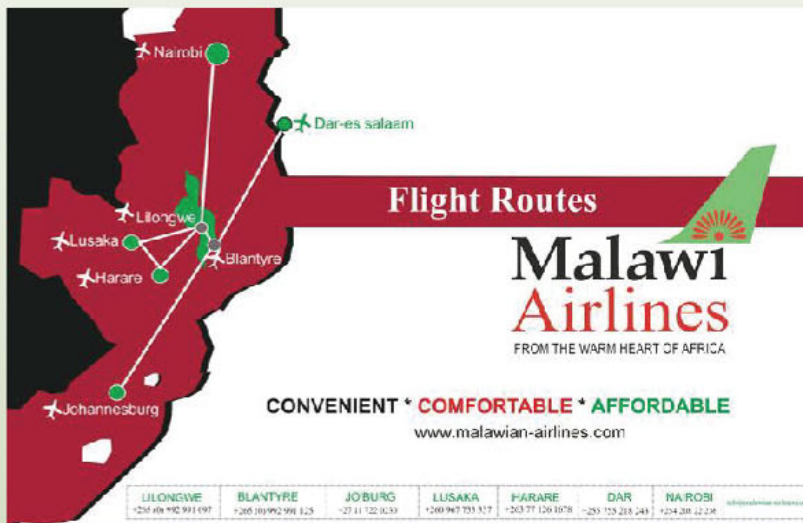 Nairobi
Dar-es salaam
Flight Routes
Lilongwe
Lusaka
Blantyre
Harare
Malawi
Airlines
FROM THE WARM HEART OF AFRICA
Johannesburg
CONVENIENT * COMFORTABLE * AFFORDABLE
www.malawian-airlines.com
LILONGWE BLANTYRE JO'BURG LUSAKA HARARE DAR NAIROBI